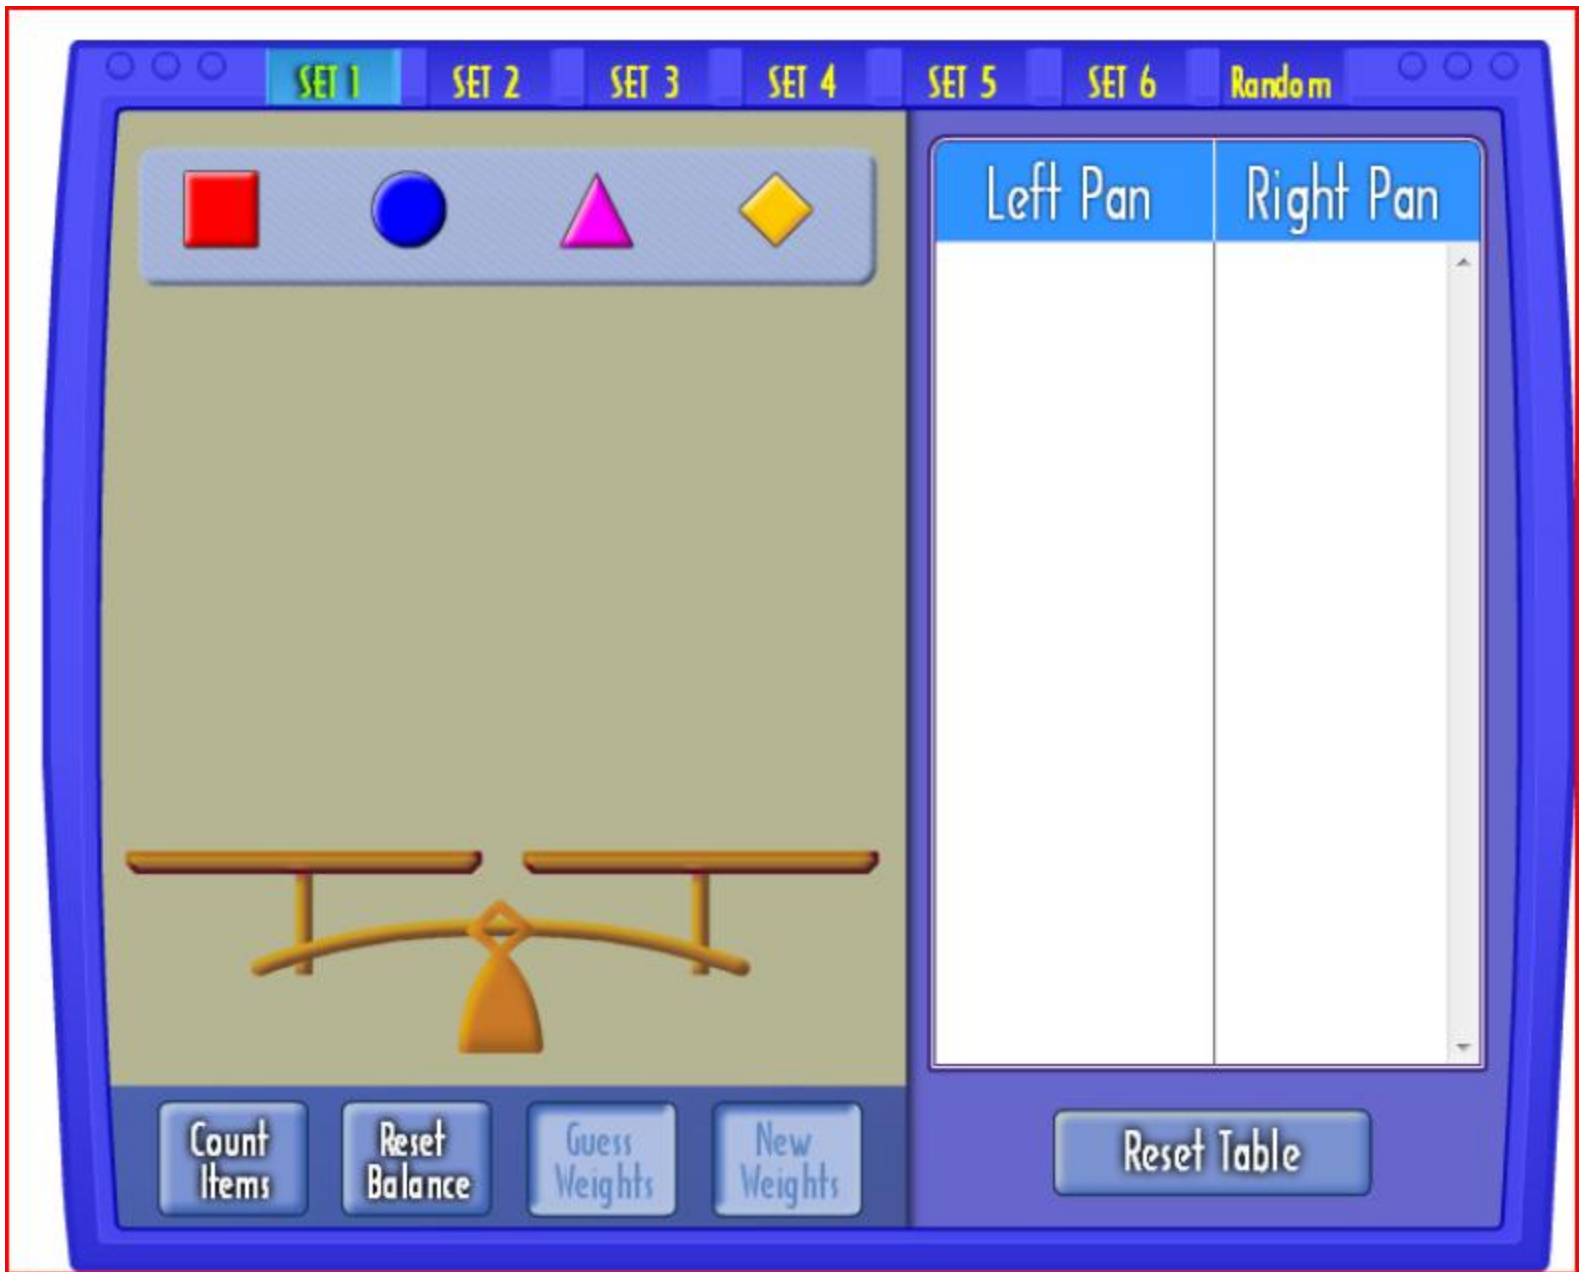 SET 1
SET 2
SET 3
SET 4
SET 5
SET 6
Random
Left Pan
Right Pan
Count
Items
Reset
Balance
Guess
Weights
New
Weights
Reset Table